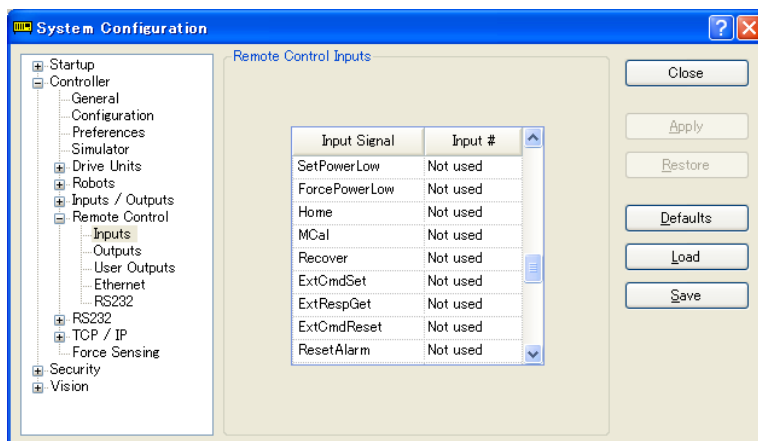 System Configuration
Startup
Controller
General
Configuration
Preferences
Simulator
Drive Units
Robots
Inputs / Outputs
Remote Control
Inputs
Outputs
User Outputs
Ethernet
RS232
RS232
TCP / IP
Force Sensing
Security
Vision
Remote Control Inputs
Input Signal Input #
SetPowerLow Not used
ForcePowerLow Not used
Home Not used
MCal Not used
Recover Not used
ExtCmdSet Not used
ExtRespGet Not used
ExtCmdReset Not used
ResetAlarm Not used
Close
Apply
Restore
Defaults
Load
Save